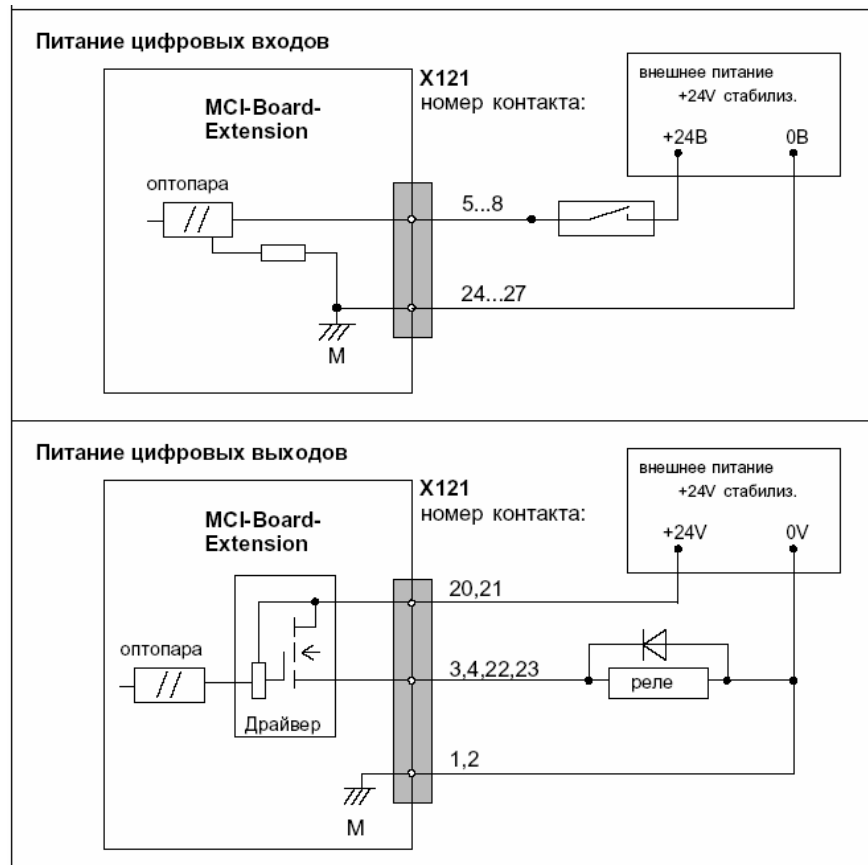 Питание цифровых входов
MCI-Board-
Extension
X121
номер контакта:
внешнее питание
+24V стабилиз.
+24В
0В
оптопара
5...8
24...27
M
Питание цифровых выходов
MCI-Board-
Extension
X121
номер контакта:
внешнее питание
+24V стабилиз.
+24V
0V
20,21
оптопара
3,4,22,23
реле
Драйвер
1,2
M